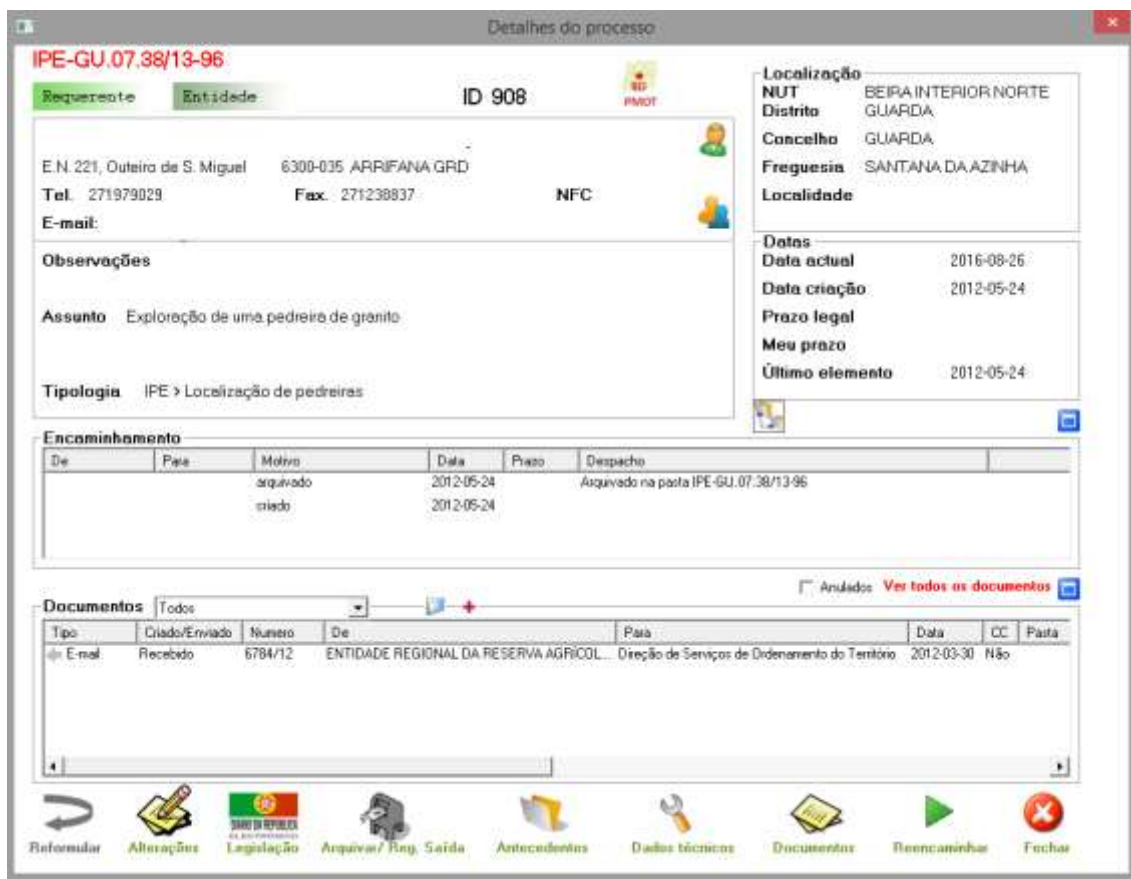 Detalhes do processo
IPE-GU.07.38/13-96
Requerente Entidade ID 908 PMOT
E.N. 221, Outeiro de S. Miguel 6300-035 ARRIFANA GRD
Tel. 271979029 Fax. 271238837 NFC
E-mail:
Observações
Assunto Exploração de uma pedreira de granito
Tipologia IPE > Localização de pedreiras
Localização
NUT BEIRA INTERIOR NORTE
Distrito GUARDA
Concelho GUARDA
Freguesia SANTANA DA AZINHA
Localidade
Datas
Data actual 2016-08-26
Data criação 2012-05-24
Prazo legal
Meu prazo
Último elemento 2012-05-24
Encaminhamento
De Para Motivo Data Prazo Despacho
arquivado 2012-05-24 Arquivado na pasta IPE-GU.07.38/13-96
criado 2012-05-24
Anulados Ver todos os documentos
Documentos Todos
Tipo Criado/Enviado Numero De Para Data CC Pasta
E-mail Recebido 6784/12 ENTIDADE REGIONAL DA RESERVA AGRÍCOL... Direção de Serviços de Ordenamento do Território 2012-03-30 Não
DIÁRIO DA REPÚBLICA
Reformular Alterações Legislação Arquivar/ Reg. Saída Antecedentes Dados técnicos Documentos Reencaminhar Fechar